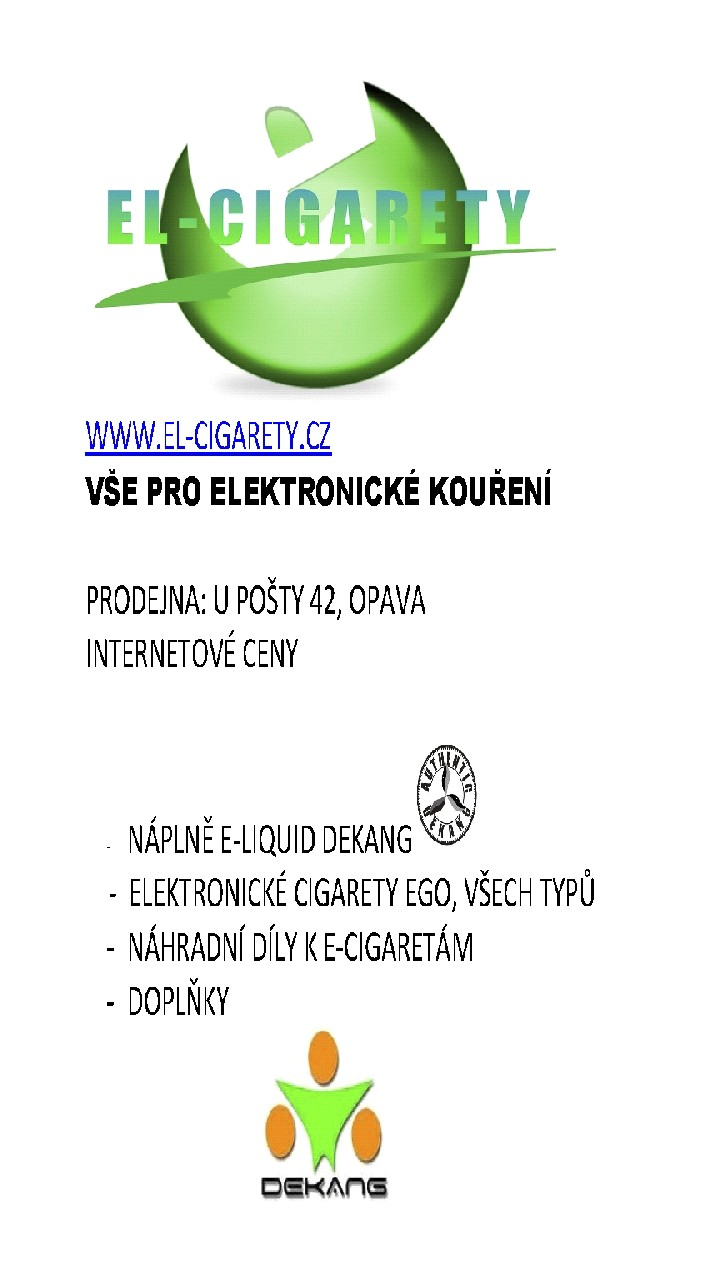 EL-CIGARETY
WWW.EL-CIGARETY.CZ
VŠE PRO ELEKTRONICKÉ KOUŘENÍ
PRODEJNA: U POŠTY 42, OPAVA
INTERNETOVÉ CENY
AUTHENTIC
DEKANG
- NÁPLNĚ E-LIQUID DEKANG
- ELEKTRONICKÉ CIGARETY EGO, VŠECH TYPŮ
- NÁHRADNÍ DÍLY K E-CIGARETÁM
- DOPLŇKY
DEKANG